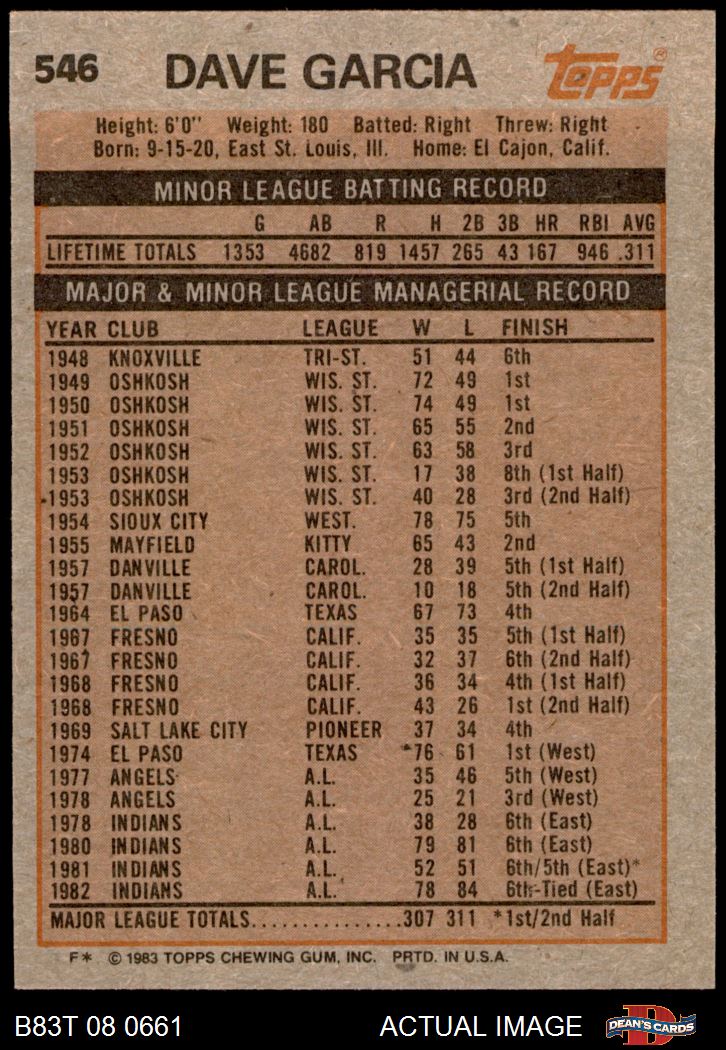 546 DAVE GARCIA topps®
Height: 6'0" Weight: 180 Batted: Right Threw: Right
Born: 9-15-20, East St. Louis, Ill. Home: El Cajon, Calif.
MINOR LEAGUE BATTING RECORD
G AB R H 2B 3B HR RBI AVG
LIFETIME TOTALS 1353 4682 819 1457 265 43 167 946 .311
MAJOR & MINOR LEAGUE MANAGERIAL RECORD
YEAR CLUB LEAGUE W L FINISH
1948 KNOXVILLE TRI-ST. 51 44 6th
1949 OSHKOSH WIS. ST. 72 49 1st
1950 OSHKOSH WIS. ST. 74 49 1st
1951 OSHKOSH WIS. ST. 65 55 2nd
1952 OSHKOSH WIS. ST. 63 58 3rd
1953 OSHKOSH WIS. ST. 17 38 8th (1st Half)
1953 OSHKOSH WIS. ST. 40 28 3rd (2nd Half)
1954 SIOUX CITY WEST. 78 75 5th
1955 MAYFIELD KITTY 65 43 2nd
1957 DANVILLE CAROL. 28 39 5th (1st Half)
1957 DANVILLE CAROL. 10 18 5th (2nd Half)
1964 EL PASO TEXAS 67 73 4th
1967 FRESNO CALIF. 35 35 5th (1st Half)
1967 FRESNO CALIF. 32 37 6th (2nd Half)
1968 FRESNO CALIF. 36 34 4th (1st Half)
1968 FRESNO CALIF. 43 26 1st (2nd Half)
1969 SALT LAKE CITY PIONEER 37 34 4th
1974 EL PASO TEXAS 76 61 1st (West)
1977 ANGELS A.L. 35 46 5th (West)
1978 ANGELS A.L. 25 21 3rd (West)
1978 INDIANS A.L. 38 28 6th (East)
1980 INDIANS A.L. 79 81 6th (East)
1981 INDIANS A.L. 52 51 6th/5th (East)*
1982 INDIANS A.L. 78 84 6th-Tied (East)
MAJOR LEAGUE TOTALS...............307 311 *1st/2nd Half
F* © 1983 TOPPS CHEWING GUM, INC. PRTD. IN U.S.A.
B83T 08 0661 ACTUAL IMAGE D DEAN'S CARDS